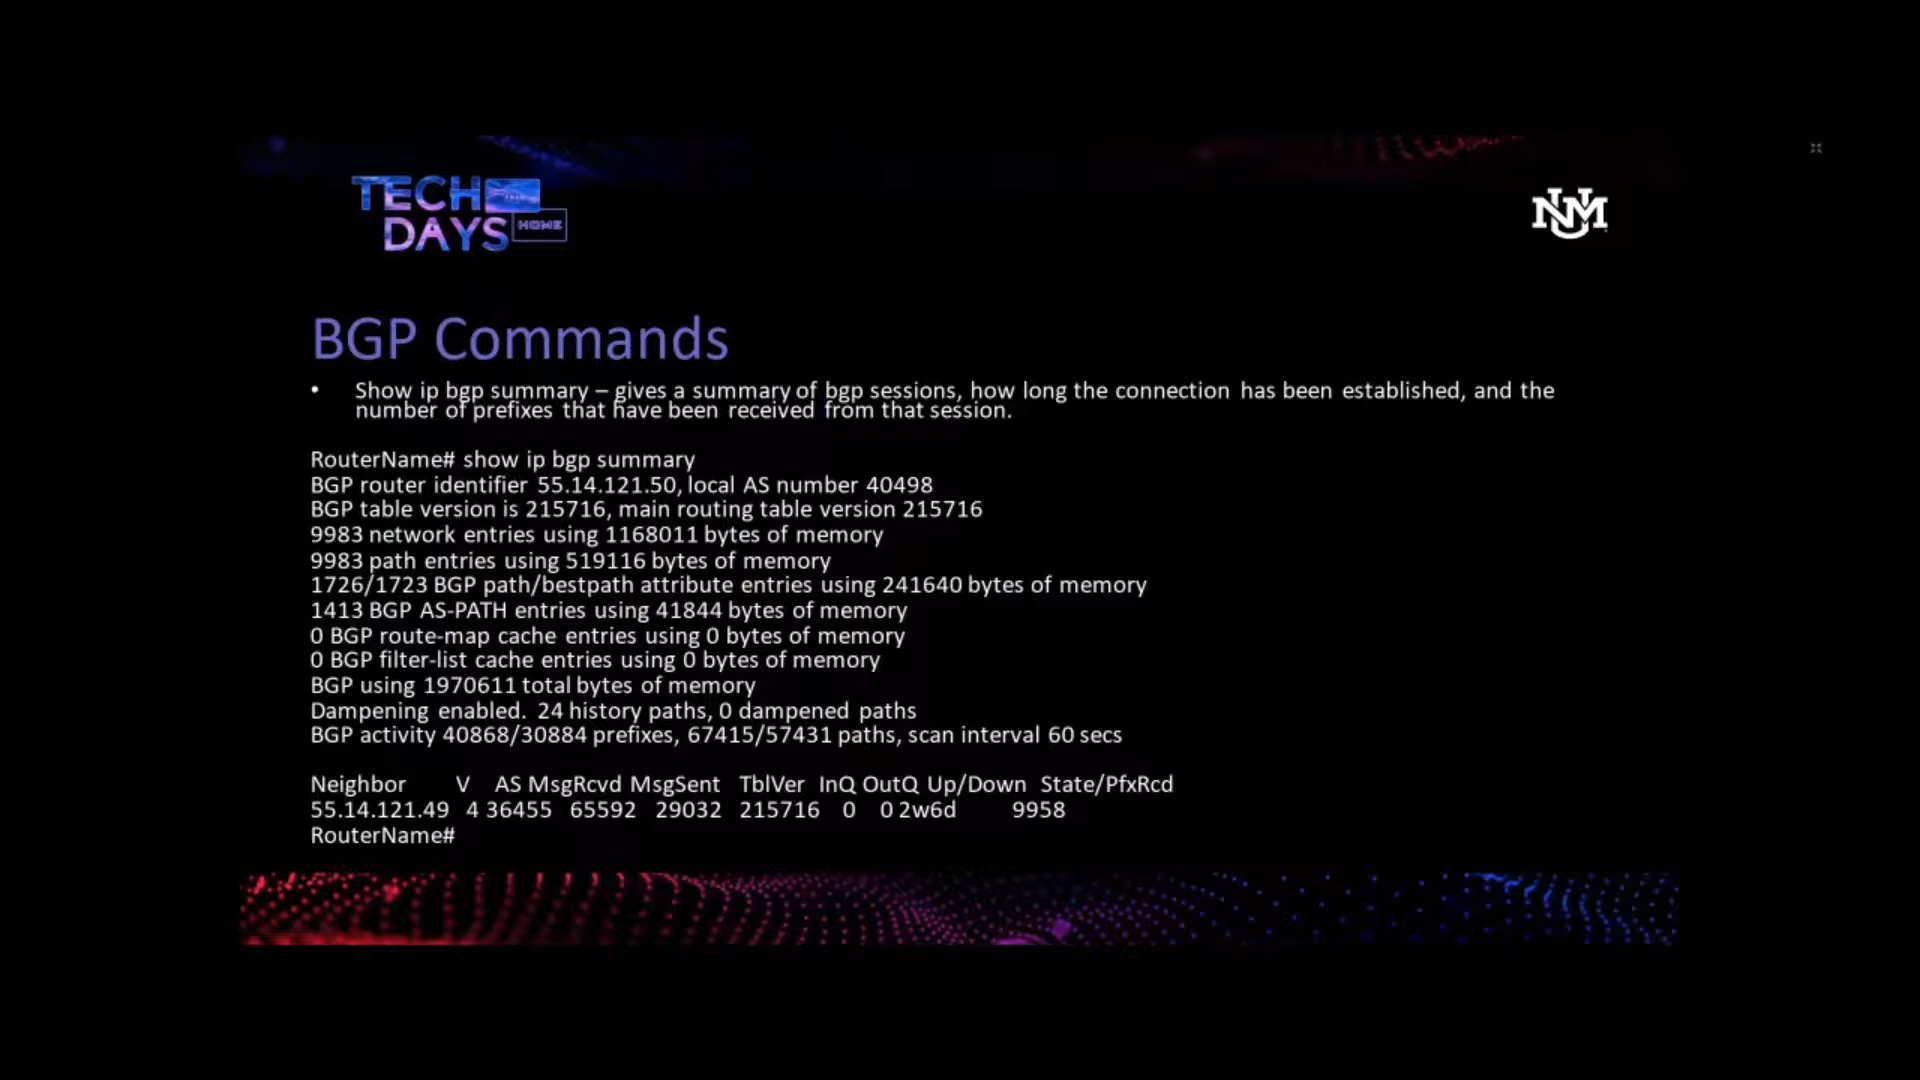 TECH
DAYS HOME
UNM
BGP Commands
• Show ip bgp summary – gives a summary of bgp sessions, how long the connection has been established, and the
number of prefixes that have been received from that session.
RouterName# show ip bgp summary
BGP router identifier 55.14.121.50, local AS number 40498
BGP table version is 215716, main routing table version 215716
9983 network entries using 1168011 bytes of memory
9983 path entries using 519116 bytes of memory
1726/1723 BGP path/bestpath attribute entries using 241640 bytes of memory
1413 BGP AS-PATH entries using 41844 bytes of memory
0 BGP route-map cache entries using 0 bytes of memory
0 BGP filter-list cache entries using 0 bytes of memory
BGP using 1970611 total bytes of memory
Dampening enabled. 24 history paths, 0 dampened paths
BGP activity 40868/30884 prefixes, 67415/57431 paths, scan interval 60 secs
Neighbor V AS MsgRcvd MsgSent TblVer InQ OutQ Up/Down State/PfxRcd
55.14.121.49 4 36455 65592 29032 215716 0 0 2w6d 9958
RouterName#